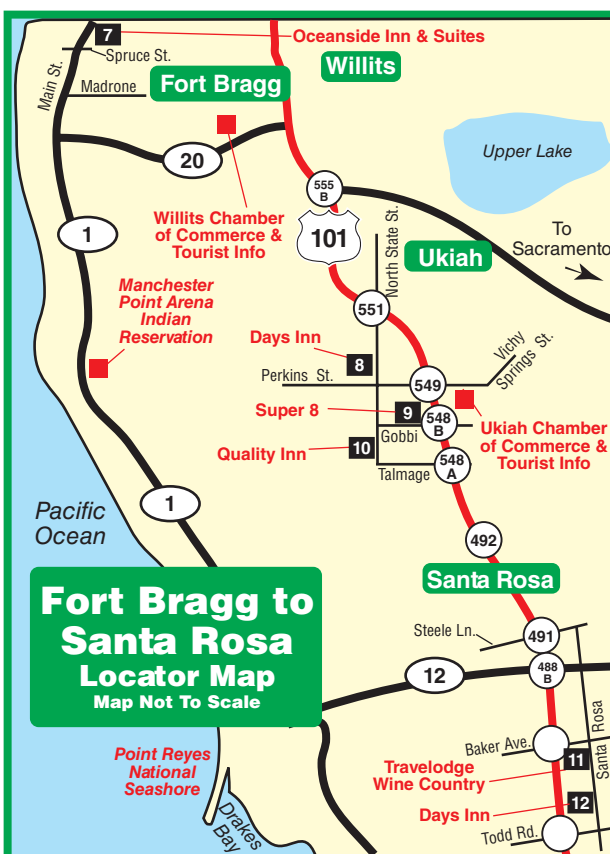 7
Oceanside Inn & Suites
Spruce St.
Main St.
Madrone
Fort Bragg
Willits
20
Upper Lake
555
B
Willits Chamber
of Commerce &
Tourist Info
101
North State St.
Ukiah
To
Sacramento
1
Manchester
Point Arena
Indian
Reservation
551
Days Inn
8
Vichy
Springs St.
Perkins St.
549
Super 8
9
548
B
Gobbi
Ukiah Chamber
of Commerce &
Tourist Info
Quality Inn
10
548
A
Talmage
1
Pacific
Ocean
492
Santa Rosa
Fort Bragg to
Santa Rosa
Locator Map
Map Not To Scale
Steele Ln.
491
488
B
12
Santa Rosa
Baker Ave.
Point Reyes
National
Seashore
Travelodge
Wine Country
11
Days Inn
12
Drakes
Bay
Todd Rd.